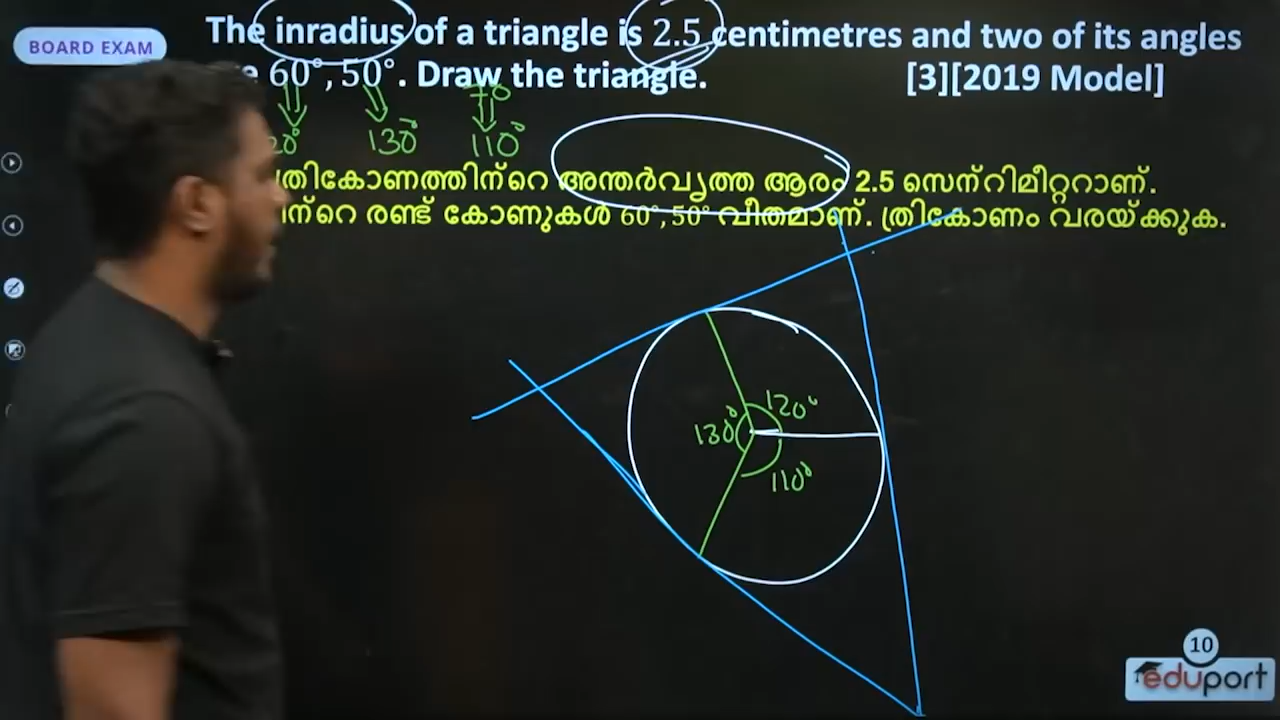 BOARD EXAM
The inradius of a triangle is 2.5 centimetres and two of its angles
60°, 50°. Draw the triangle. [3][2019 Model]
70°
130° 110°
അന്തർവൃത്ത ആരം 2.5 സെന്റിമീറ്ററാണ്.
രണ്ട് കോണുകൾ 60°, 50° വീതമാണ്. ത്രികോണം വരയ്ക്കുക.
120°
130°
110°
10
eduport